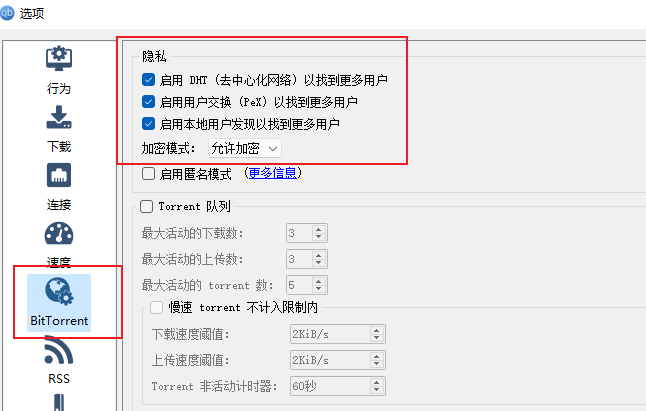 qb 选项
行为
下载
连接
速度
BitTorrent
RSS
隐私
启用 DHT (去中心化网络) 以找到更多用户
启用用户交换 (PeX) 以找到更多用户
启用本地用户发现以找到更多用户
加密模式: 允许加密
启用匿名模式 (更多信息)
Torrent 队列
最大活动的下载数: 3
最大活动的上传数: 3
最大活动的 torrent 数: 5
慢速 torrent 不计入限制内
下载速度阈值: 2KiB/s
上传速度阈值: 2KiB/s
Torrent 非活动计时器: 60秒